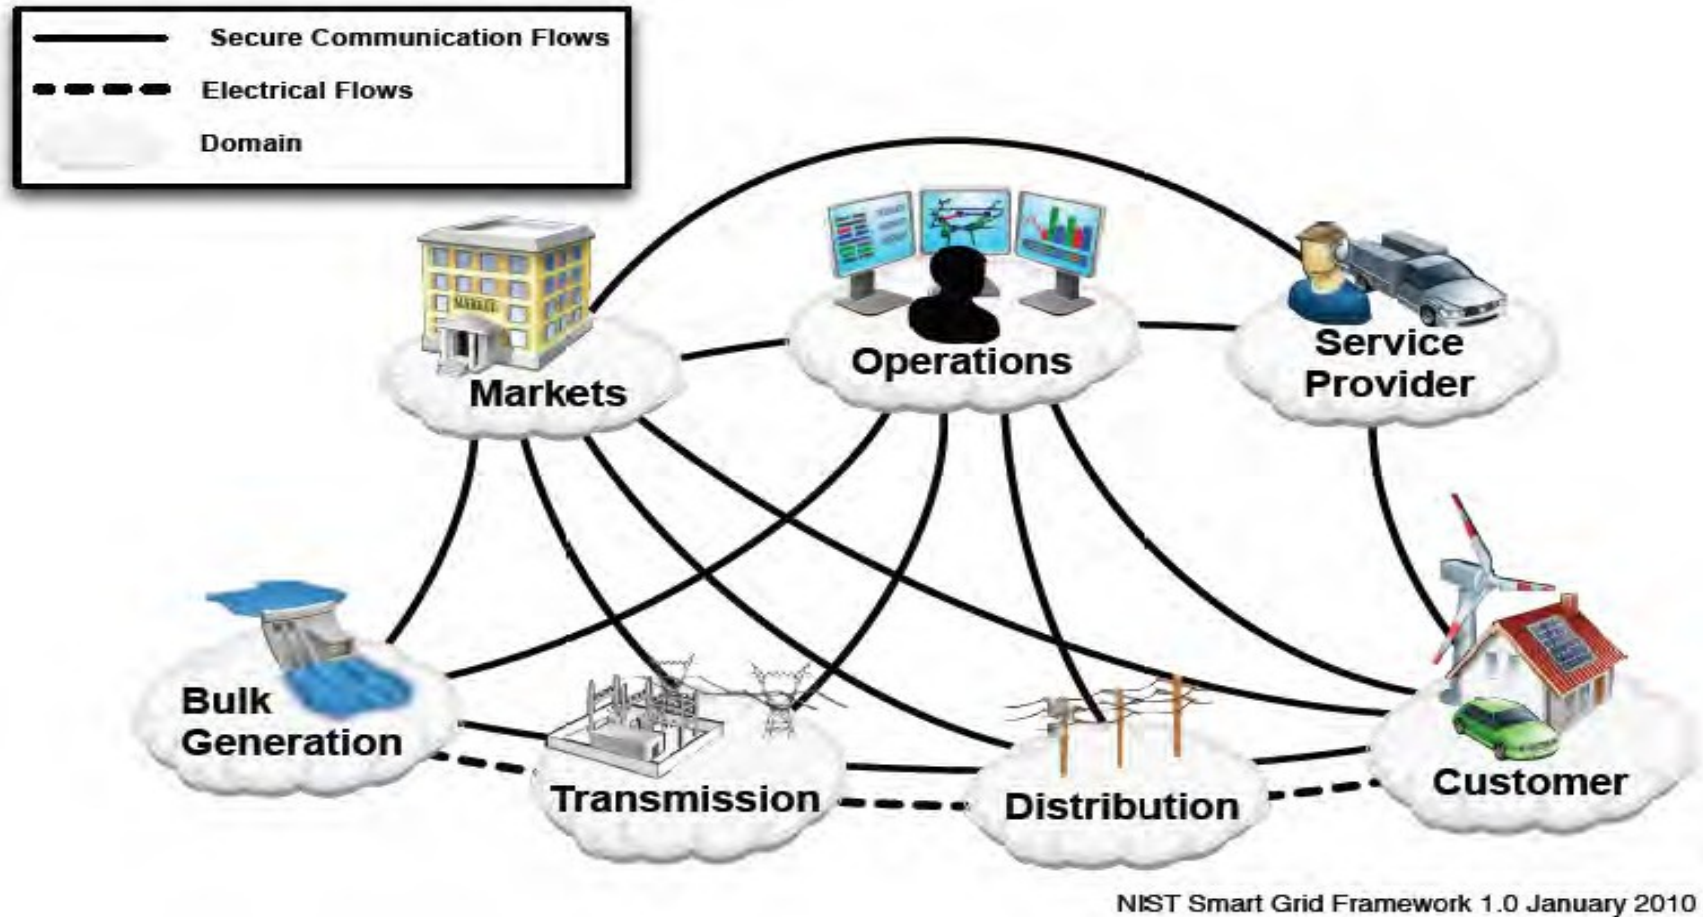 Secure Communication Flows
Electrical Flows
Domain
MARKET
Markets
Operations
Service
Provider
Bulk
Generation
Transmission
Distribution
Customer
NIST Smart Grid Framework 1.0 January 2010